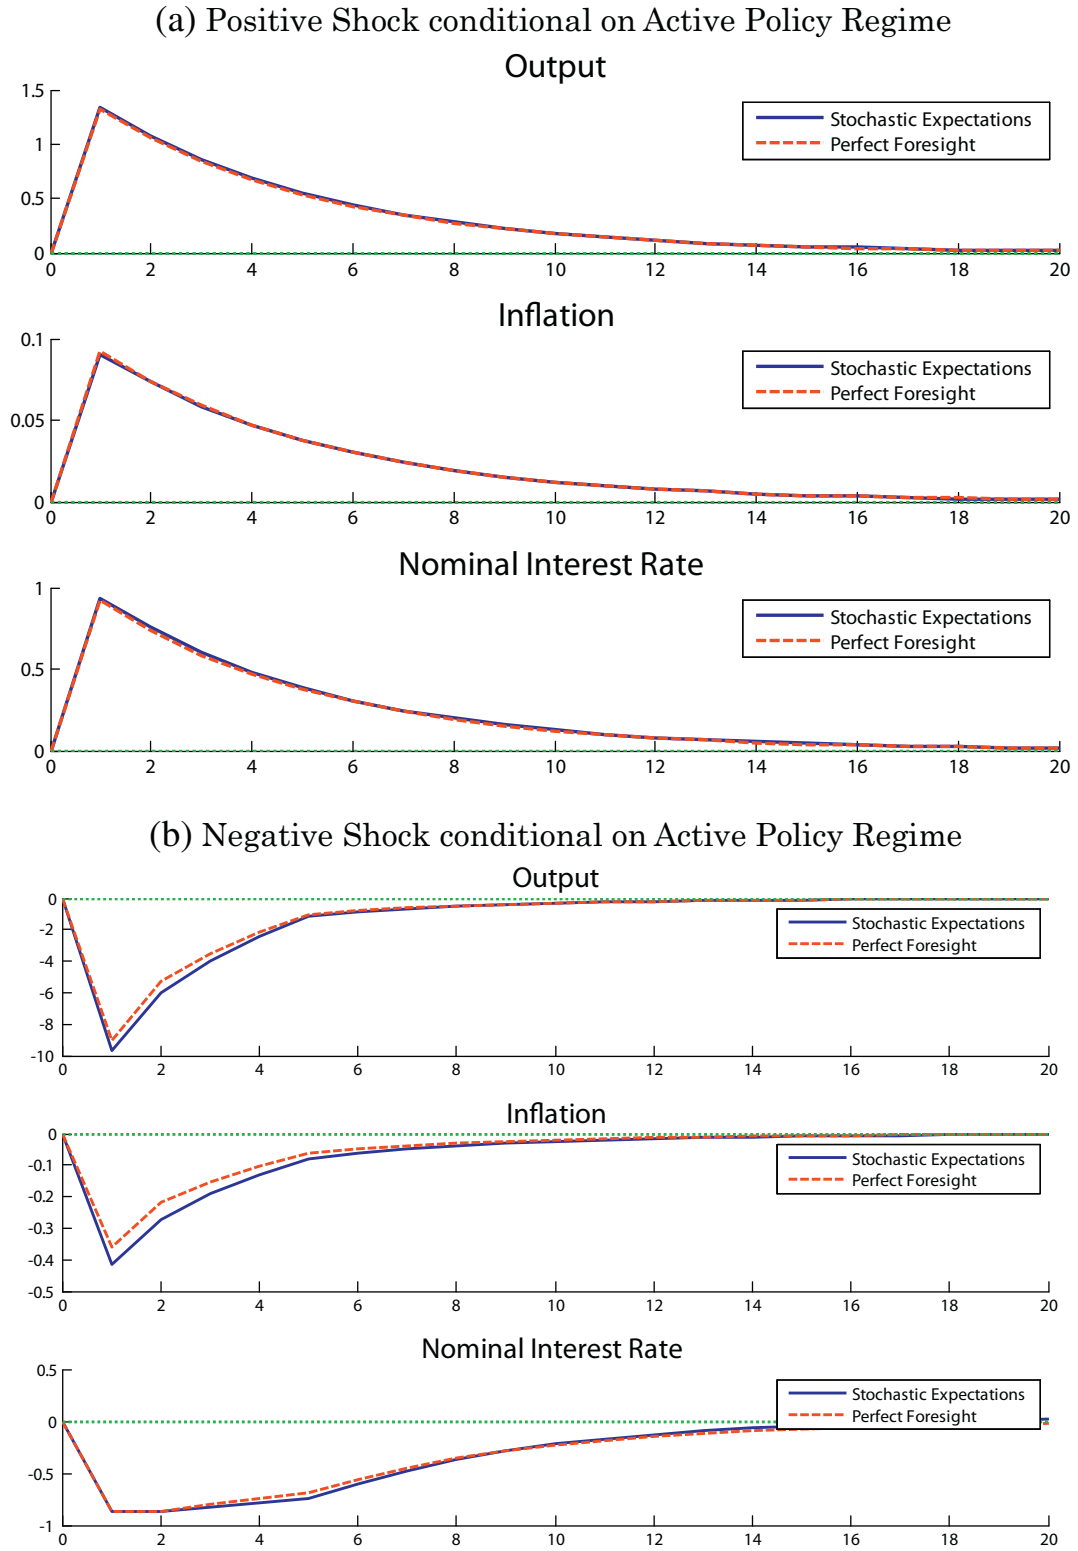 (a) Positive Shock conditional on Active Policy Regime
Output
1.5
1
0.5
0
0 2 4 6 8 10 12 14 16 18 20
Stochastic Expectations
Perfect Foresight
Inflation
0.1
0.05
0
0 2 4 6 8 10 12 14 16 18 20
Stochastic Expectations
Perfect Foresight
Nominal Interest Rate
1
0.5
0
0 2 4 6 8 10 12 14 16 18 20
Stochastic Expectations
Perfect Foresight
(b) Negative Shock conditional on Active Policy Regime
Output
0
-2
-4
-6
-8
-10
0 2 4 6 8 10 12 14 16 18 20
Stochastic Expectations
Perfect Foresight
Inflation
0
-0.1
-0.2
-0.3
-0.4
-0.5
0 2 4 6 8 10 12 14 16 18 20
Stochastic Expectations
Perfect Foresight
Nominal Interest Rate
0.5
0
-0.5
-1
0 2 4 6 8 10 12 14 16 18 20
Stochastic Expectations
Perfect Foresight